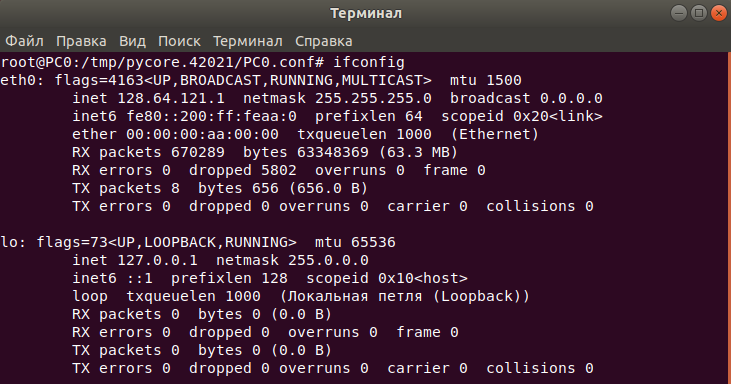 Терминал
Файл Правка Вид Поиск Терминал Справка
root@PC0:/tmp/pycore.42021/PC0.conf# ifconfig
eth0: flags=4163<UP,BROADCAST,RUNNING,MULTICAST>  mtu 1500
        inet 128.64.121.1  netmask 255.255.255.0  broadcast 0.0.0.0
        inet6 fe80::200:ff:feaa:0  prefixlen 64  scopeid 0x20<link>
        ether 00:00:00:aa:00:00  txqueuelen 1000  (Ethernet)
        RX packets 670289  bytes 63348369 (63.3 MB)
        RX errors 0  dropped 5802  overruns 0  frame 0
        TX packets 8  bytes 656 (656.0 B)
        TX errors 0  dropped 0 overruns 0  carrier 0  collisions 0

lo: flags=73<UP,LOOPBACK,RUNNING>  mtu 65536
        inet 127.0.0.1  netmask 255.0.0.0
        inet6 ::1  prefixlen 128  scopeid 0x10<host>
        loop  txqueuelen 1000  (Локальная петля (Loopback))
        RX packets 0  bytes 0 (0.0 B)
        RX errors 0  dropped 0  overruns 0  frame 0
        TX packets 0  bytes 0 (0.0 B)
        TX errors 0  dropped 0 overruns 0  carrier 0  collisions 0